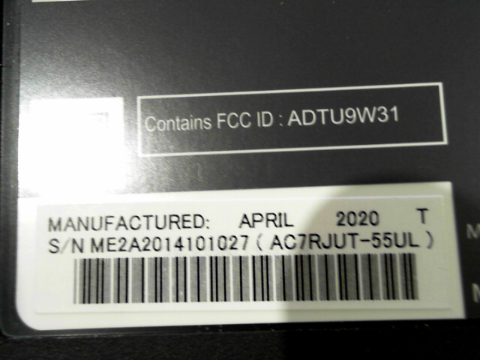 Contains FCC ID : ADTU9W31
MANUFACTURED: APRIL 2020 T
S/N ME2A2014101027 ( AC7RJUT-55UL )